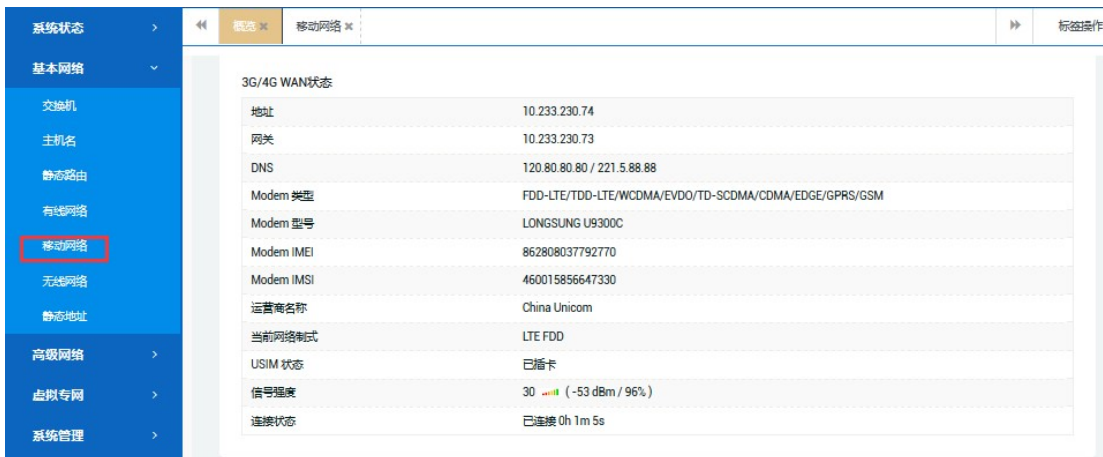 系统状态
基本网络
交换机
主机名
静态路由
有线网络
移动网络
无线网络
静态地址
高级网络
虚拟专网
系统管理
概览
移动网络
标签操作
3G/4G WAN状态
地址 10.233.230.74
网关 10.233.230.73
DNS 120.80.80.80 / 221.5.88.88
Modem 类型 FDD-LTE/TDD-LTE/WCDMA/EVDO/TD-SCDMA/CDMA/EDGE/GPRS/GSM
Modem 型号 LONGSUNG U9300C
Modem IMEI 862808037792770
Modem IMSI 460015856647330
运营商名称 China Unicom
当前网络制式 LTE FDD
USIM 状态 已插卡
信号强度 30 ( -53 dBm / 96% )
连接状态 已连接 0h 1m 5s